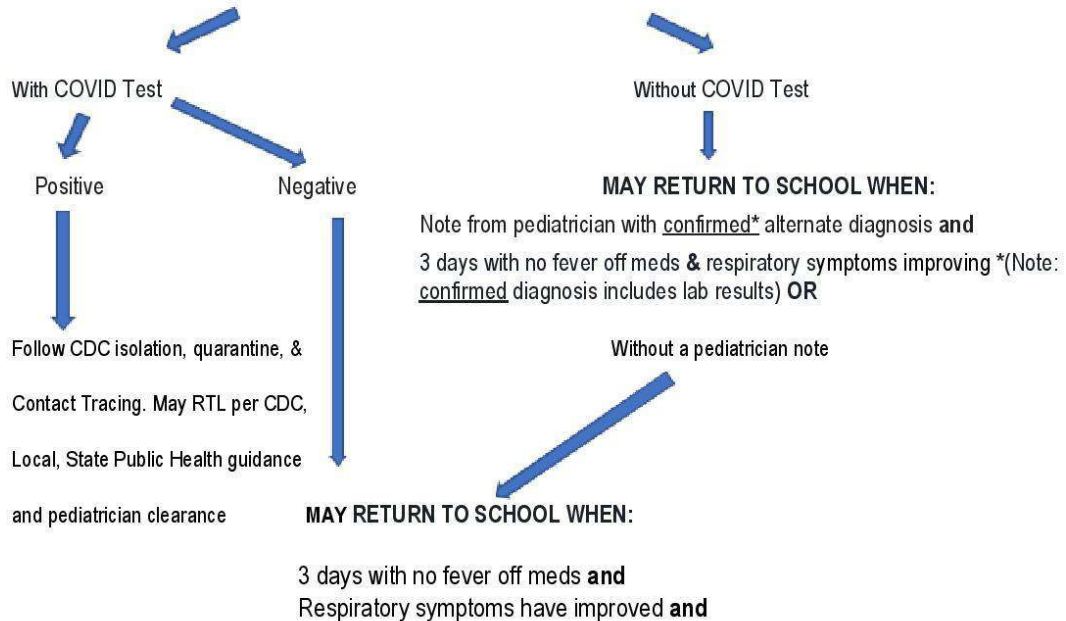 With COVID Test
Without COVID Test
Positive
Negative
MAY RETURN TO SCHOOL WHEN:
Note from pediatrician with confirmed* alternate diagnosis and
3 days with no fever off meds & respiratory symptoms improving *(Note:
confirmed diagnosis includes lab results) OR
Without a pediatrician note
Follow CDC isolation, quarantine, &
Contact Tracing. May RTL per CDC,
Local, State Public Health guidance
and pediatrician clearance
MAY RETURN TO SCHOOL WHEN:
3 days with no fever off meds and
Respiratory symptoms have improved and